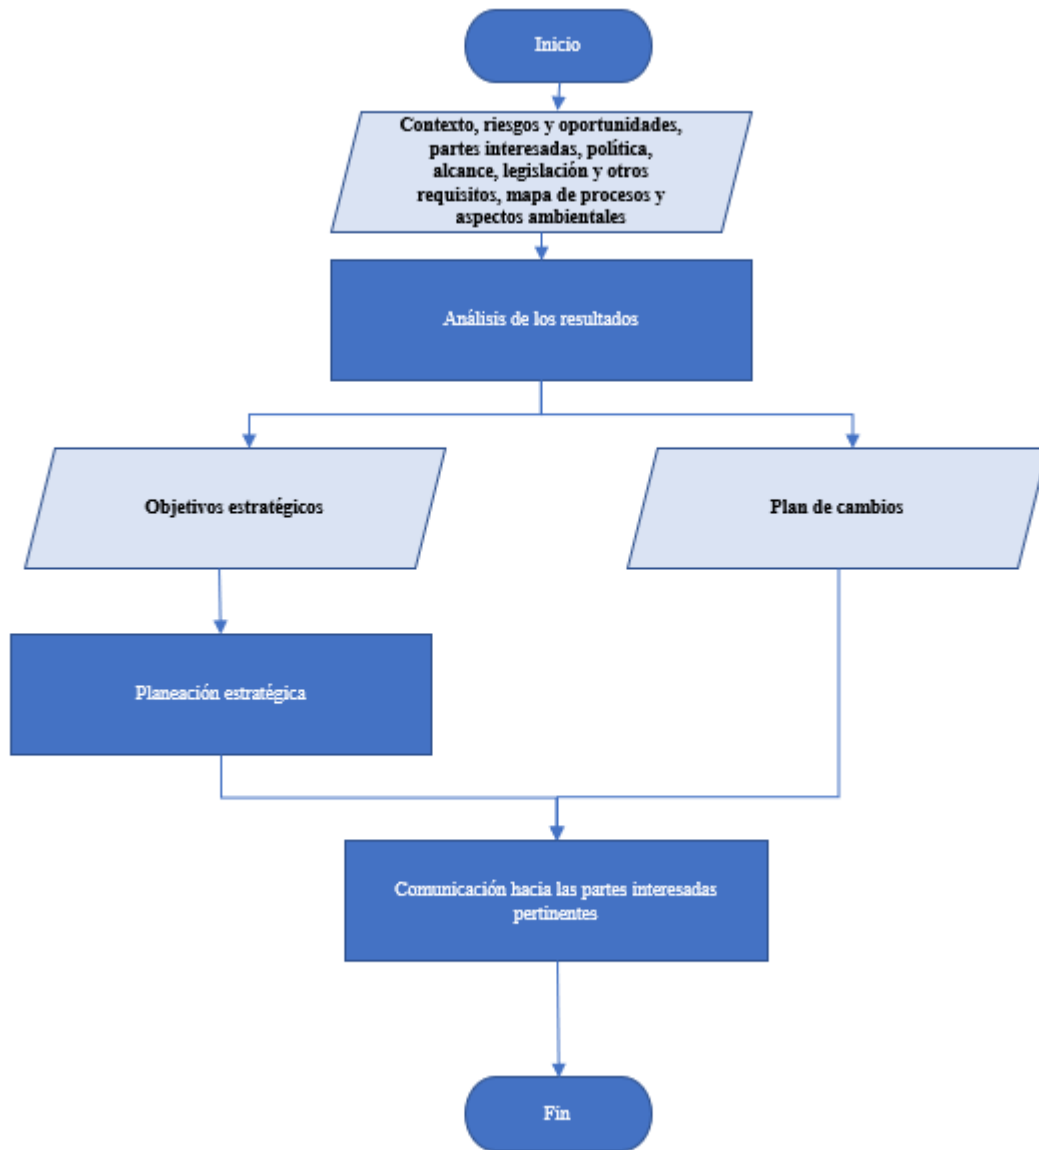 Inicio
Contexto, riesgos y oportunidades,
partes interesadas, política,
alcance, legislación y otros
requisitos, mapa de procesos y
aspectos ambientales
Análisis de los resultados
Objetivos estratégicos
Plan de cambios
Planeación estratégica
Comunicación hacia las partes interesadas
pertinentes
Fin